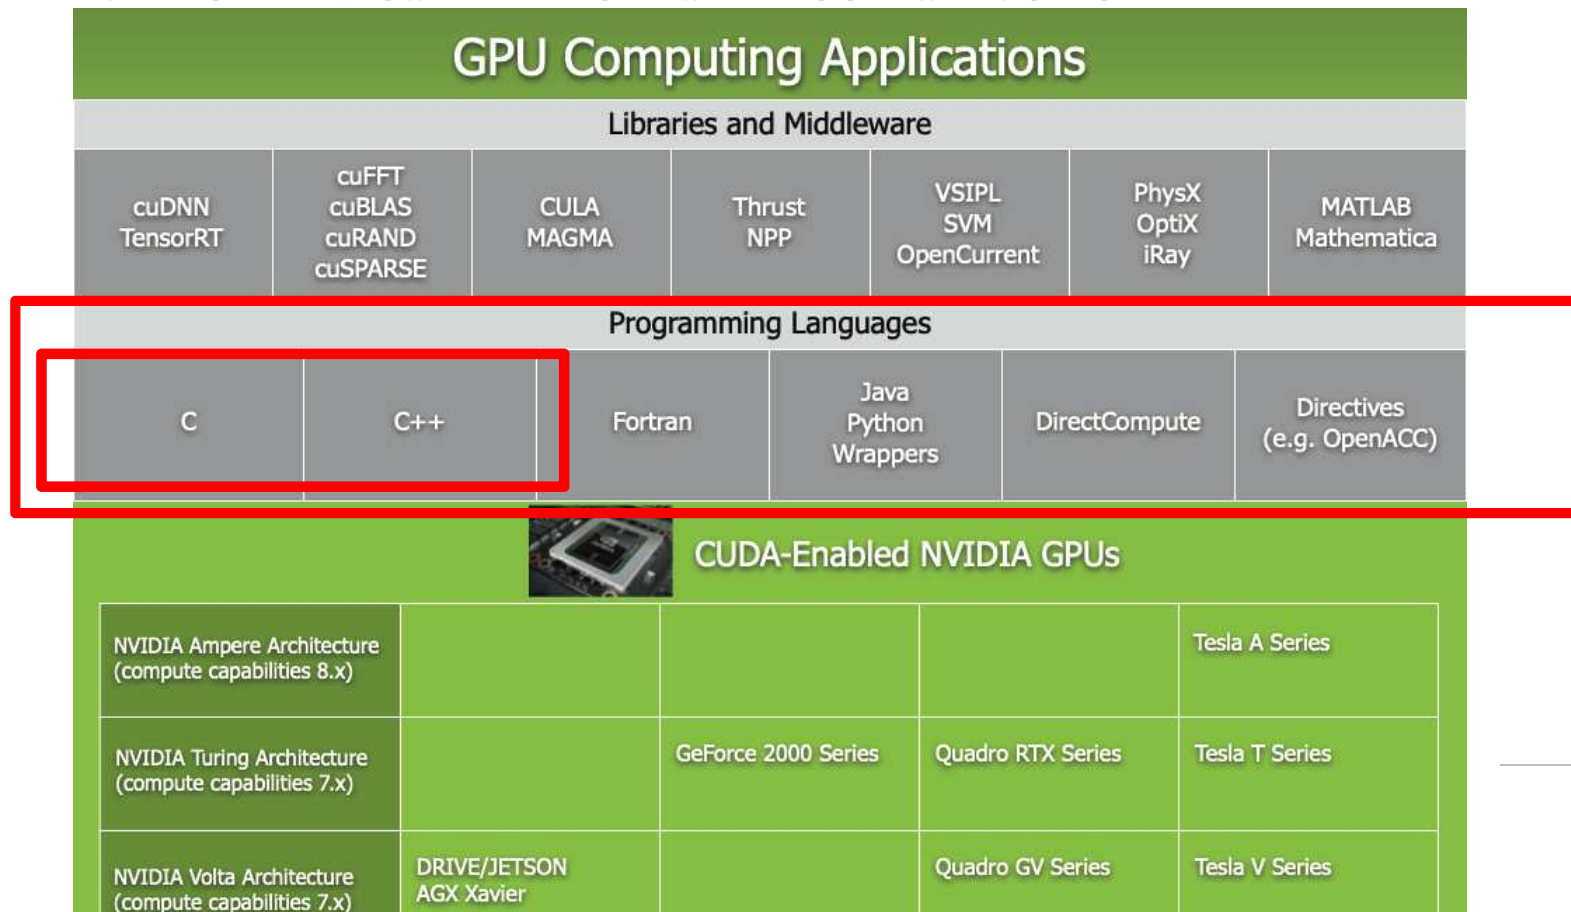 GPU Computing Applications
Libraries and Middleware
cuDNN
TensorRT
cuFFT
cuBLAS
cuRAND
cuSPARSE
CULA
MAGMA
Thrust
NPP
VSIPL
SVM
OpenCurrent
PhysX
OptiX
iRay
MATLAB
Mathematica
Programming Languages
C
C++
Fortran
Java
Python
Wrappers
DirectCompute
Directives
(e.g. OpenACC)
CUDA-Enabled NVIDIA GPUs
NVIDIA Ampere Architecture
(compute capabilities 8.x)
Tesla A Series
NVIDIA Turing Architecture
(compute capabilities 7.x)
GeForce 2000 Series
Quadro RTX Series
Tesla T Series
NVIDIA Volta Architecture
(compute capabilities 7.x)
DRIVE/JETSON
AGX Xavier
Quadro GV Series
Tesla V Series